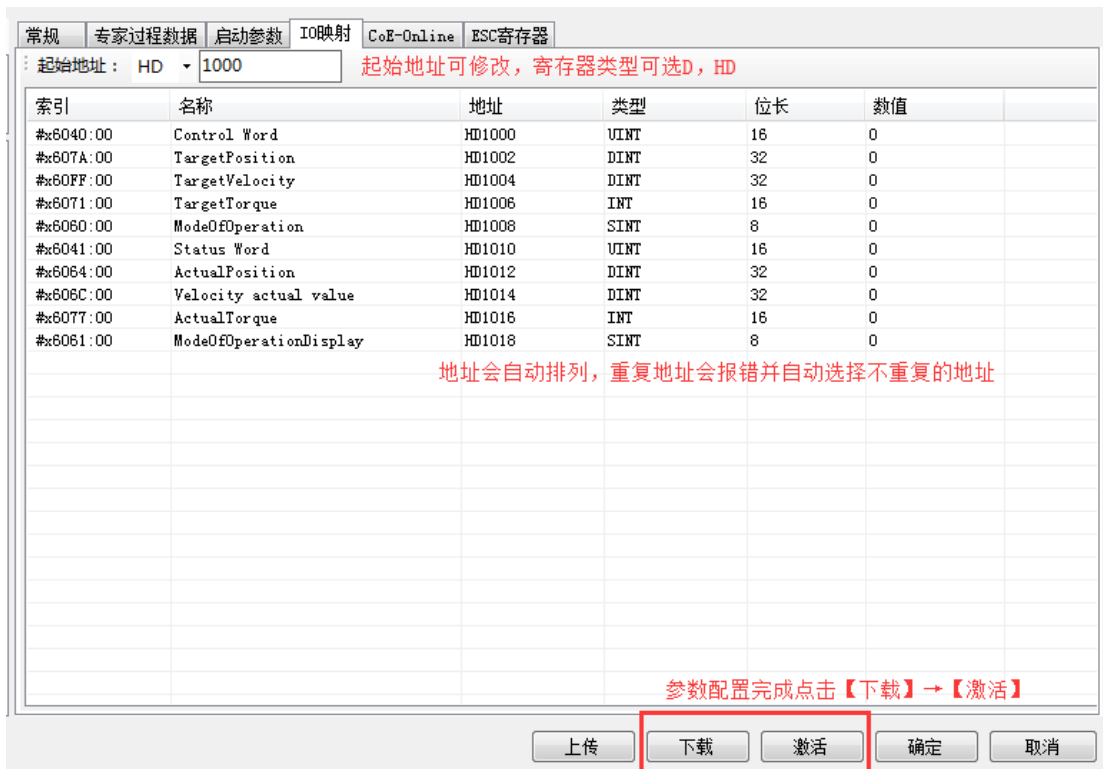 常规 专家过程数据 启动参数 IO映射 CoE-Online ESC寄存器
起始地址: HD 1000 起始地址可修改，寄存器类型可选D，HD
索引 名称 地址 类型 位长 数值
#x6040:00 Control Word HD1000 UINT 16 0
#x607A:00 TargetPosition HD1002 DINT 32 0
#x60FF:00 TargetVelocity HD1004 DINT 32 0
#x6071:00 TargetTorque HD1006 INT 16 0
#x6060:00 ModeOfOperation HD1008 SINT 8 0
#x6041:00 Status Word HD1010 UINT 16 0
#x6064:00 ActualPosition HD1012 DINT 32 0
#x606C:00 Velocity actual value HD1014 DINT 32 0
#x6077:00 ActualTorque HD1016 INT 16 0
#x6061:00 ModeOfOperationDisplay HD1018 SINT 8 0
地址会自动排列，重复地址会报错并自动选择不重复的地址
参数配置完成点击【下载】→【激活】
上传 下载 激活 确定 取消